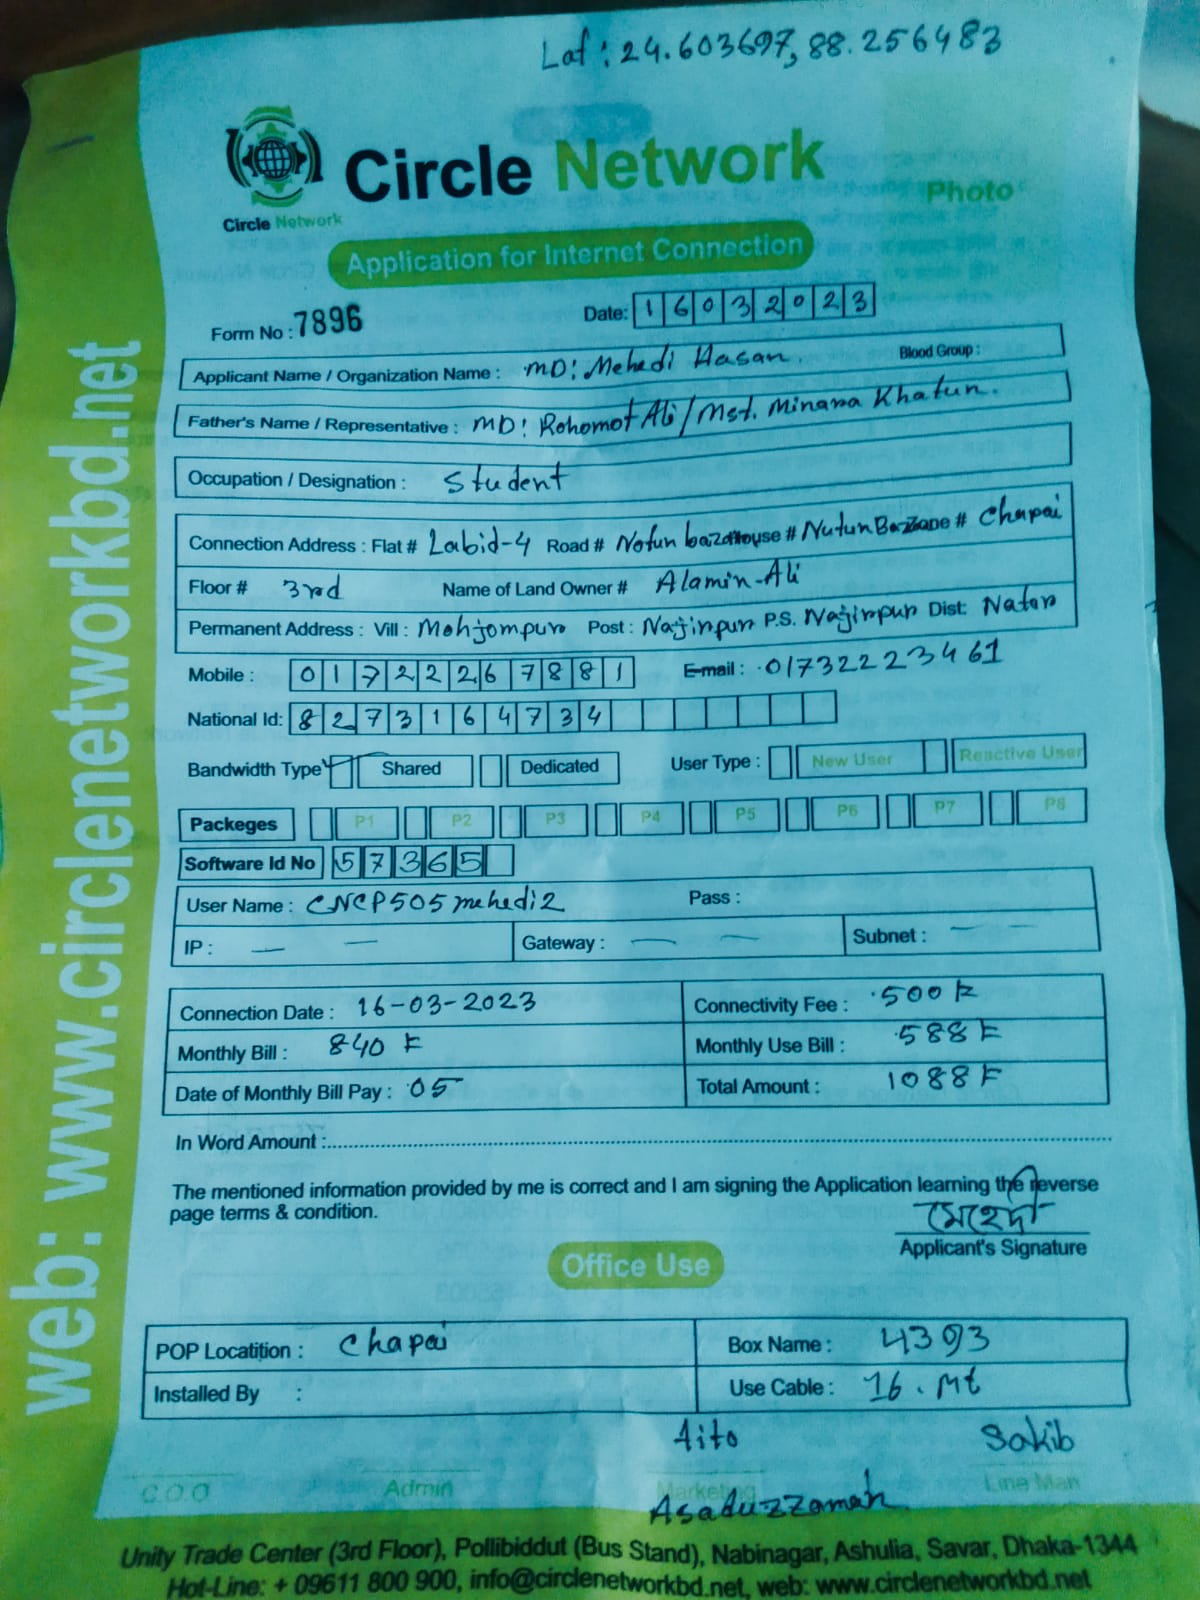 Lat: 24.603697, 88.256483
Circle Network
Circle Network
Photo
Application for Internet Connection
Form No : 7896
Date: 16032023
Applicant Name / Organization Name : MD: Mehedi Hasan. Blood Group :
Father's Name / Representative : MD: Rohomot Ali / Mst. Minara Khatun.
Occupation / Designation : Student
Connection Address : Flat # Labid-4 Road # Notun bazar House # Nutun Bazar Zone # Chapai
Floor # 3rd Name of Land Owner # Alamin-Ali
Permanent Address : Vill : Mohjompur Post : Najirpur P.S. Najirpur Dist: Nator
Mobile : 01722267881 E-mail : 01732223461
National Id: 8273164734
Bandwidth Type Shared Dedicated User Type : New User Reactive User
Packeges P1 P2 P3 P4 P5 P6 P7 P8
Software Id No 57365
User Name : CNCP505mehedi2 Pass :
IP : — — Gateway : — — Subnet : — —
Connection Date : 16-03-2023 Connectivity Fee : 500 F
Monthly Bill : 840 F Monthly Use Bill : 588 F
Date of Monthly Bill Pay : 05 Total Amount : 1088 F
In Word Amount :
The mentioned information provided by me is correct and I am signing the Application learning the reverse
page terms & condition.
মেহেদী
Applicant's Signature
Office Use
POP Locatition : Chapai Box Name : 4393
Installed By : Use Cable : 16. Mt
Aito Sakib
C.O.O Admin Marketing Line Man
Asaduzzaman
Unity Trade Center (3rd Floor), Pollibiddut (Bus Stand), Nabinagar, Ashulia, Savar, Dhaka-1344
Hot-Line: + 09611 800 900, info@circlenetworkbd.net, web: www.circlenetworkbd.net
web: www.circlenetworkbd.net